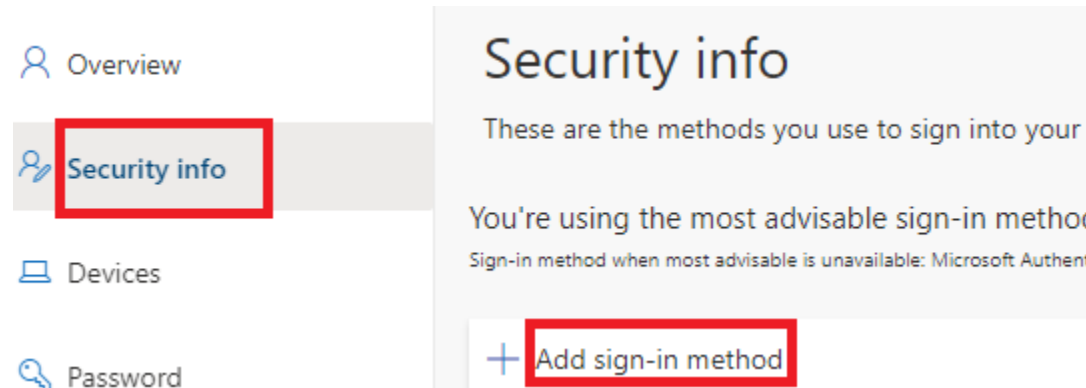 Overview
Security info
Devices
Password
Security info
These are the methods you use to sign into your
You're using the most advisable sign-in metho
Sign-in method when most advisable is unavailable: Microsoft Authen
Add sign-in method